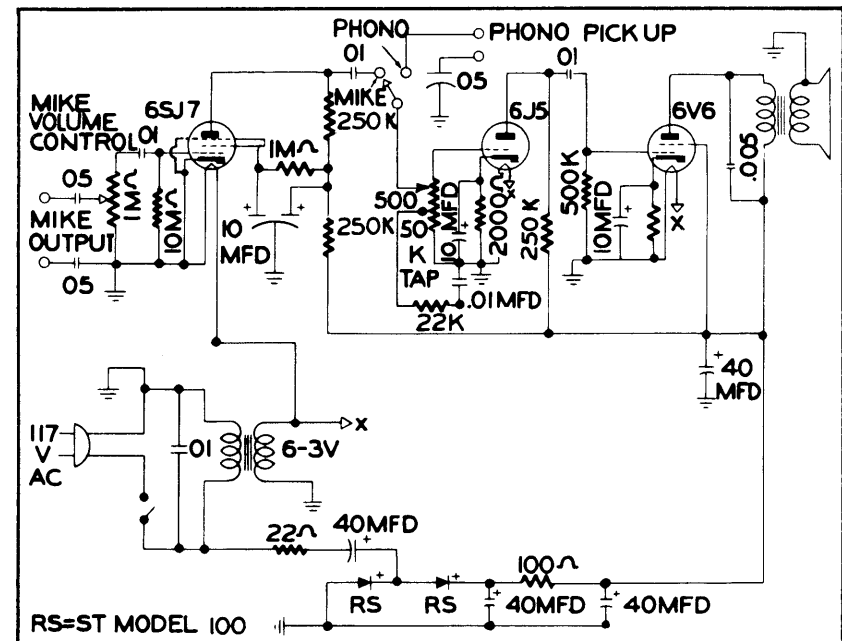 PHONO
PHONO PICK UP
01
01
05
MIKE
VOLUME
CONTROL
01
6SJ7
MIKE
250K
6J5
6V6
05
1MΩ
10MΩ
1MΩ
MIKE
OUTPUT
05
10
MFD
250K
500
50
K
TAP
10 MFD
2000Ω
X
250K
500K
10MFD
X
.005
.01MFD
22K
40
MFD
117
V
AC
01
6-3V
X
22Ω
40MFD
100Ω
RS
RS
40MFD
40MFD
RS=ST MODEL 100